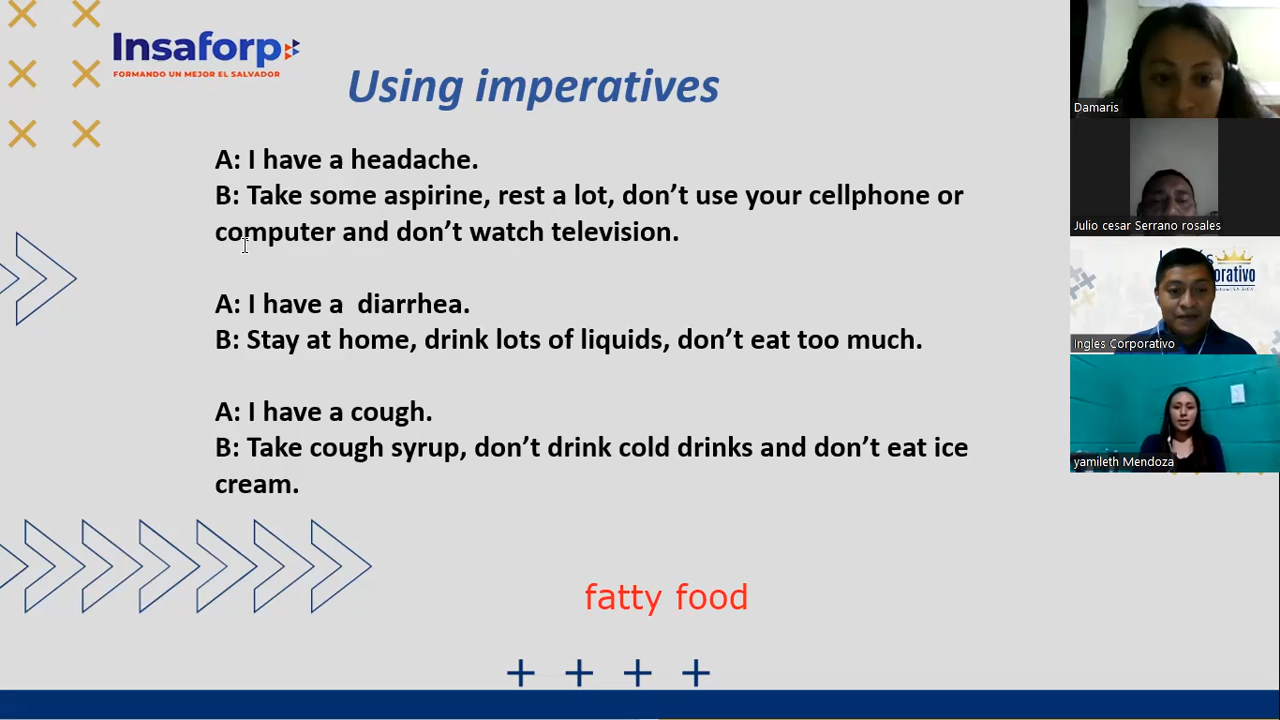 Insaforp
FORMANDO UN MEJOR EL SALVADOR
Using imperatives
A: I have a headache.
B: Take some aspirine, rest a lot, don’t use your cellphone or
computer and don’t watch television.
A: I have a  diarrhea.
B: Stay at home, drink lots of liquids, don’t eat too much.
A: I have a cough.
B: Take cough syrup, don’t drink cold drinks and don’t eat ice
cream.
fatty food
Damaris
Julio cesar Serrano rosales
orativo
Ingles Corporativo
yamileth Mendoza